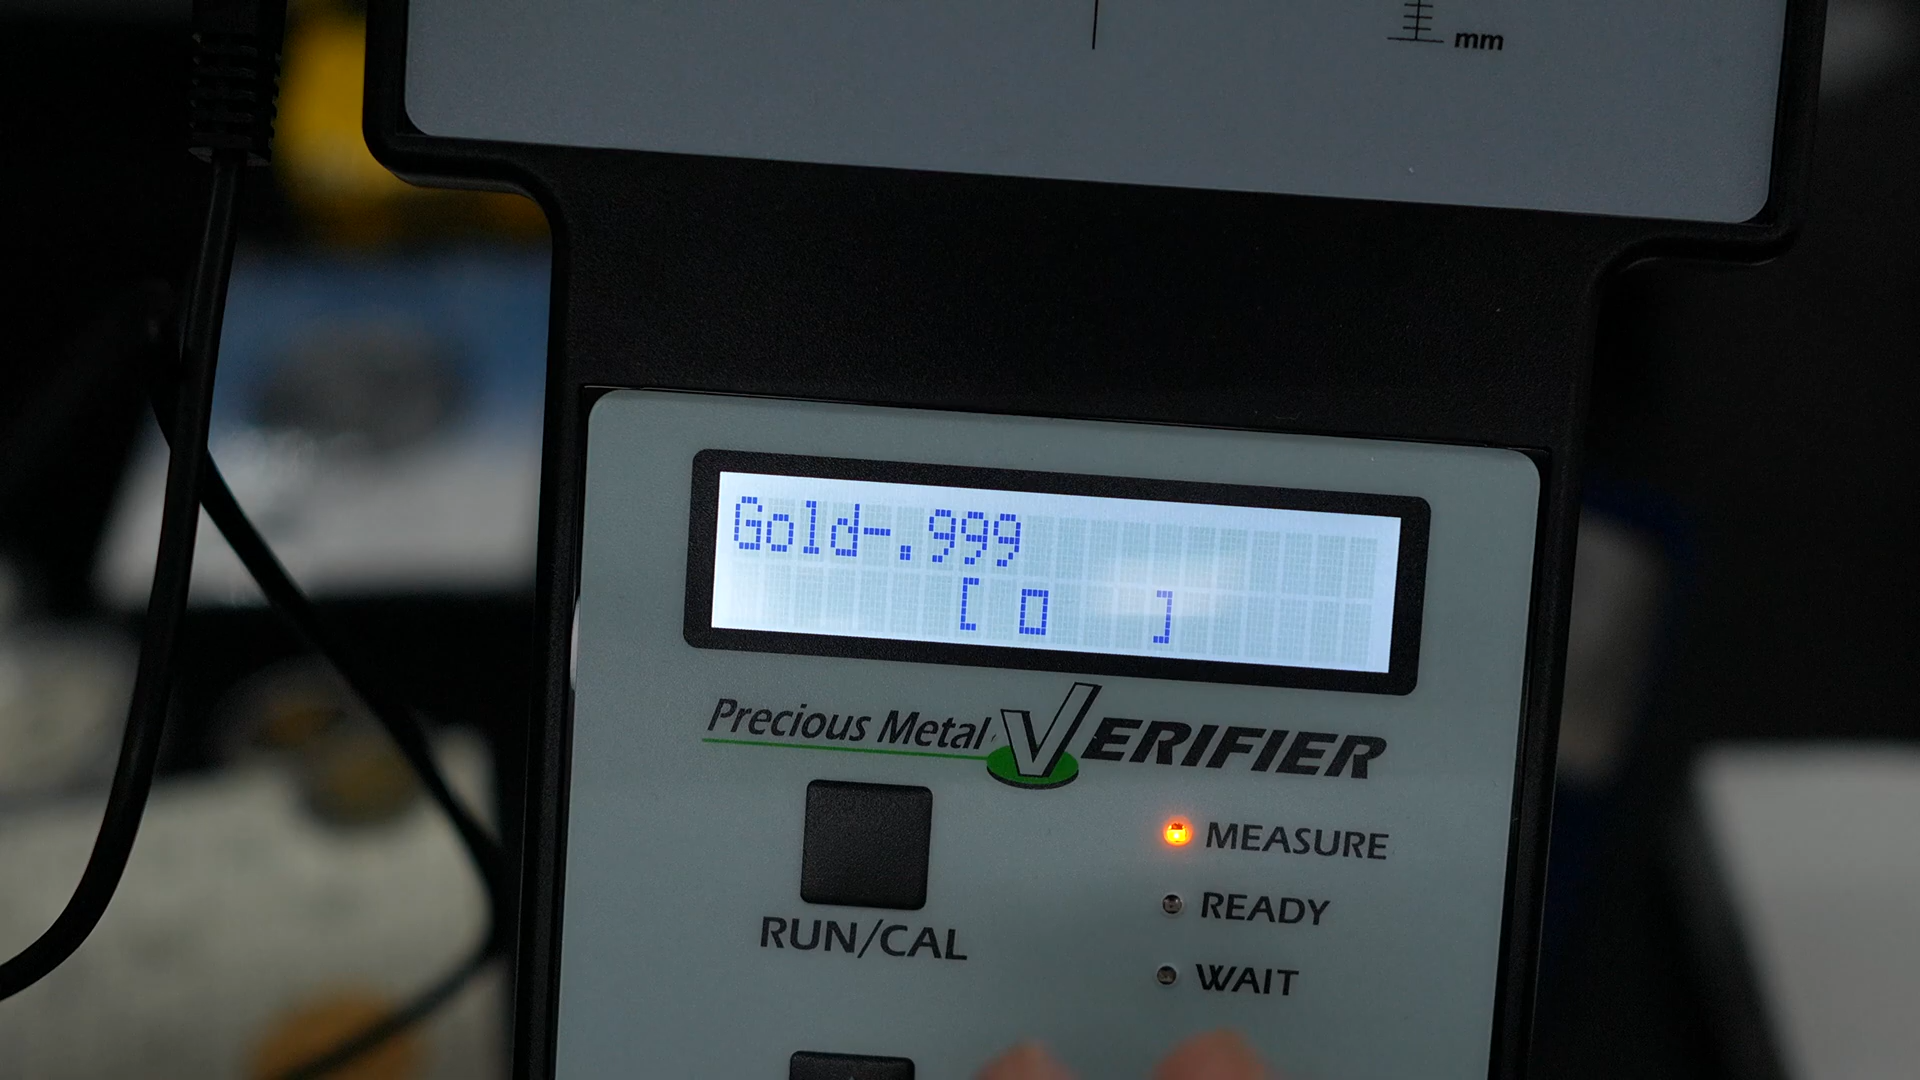 mm
Gold-.999
[ ▯ ]
Precious Metal VERIFIER
MEASURE
READY
RUN/CAL
WAIT